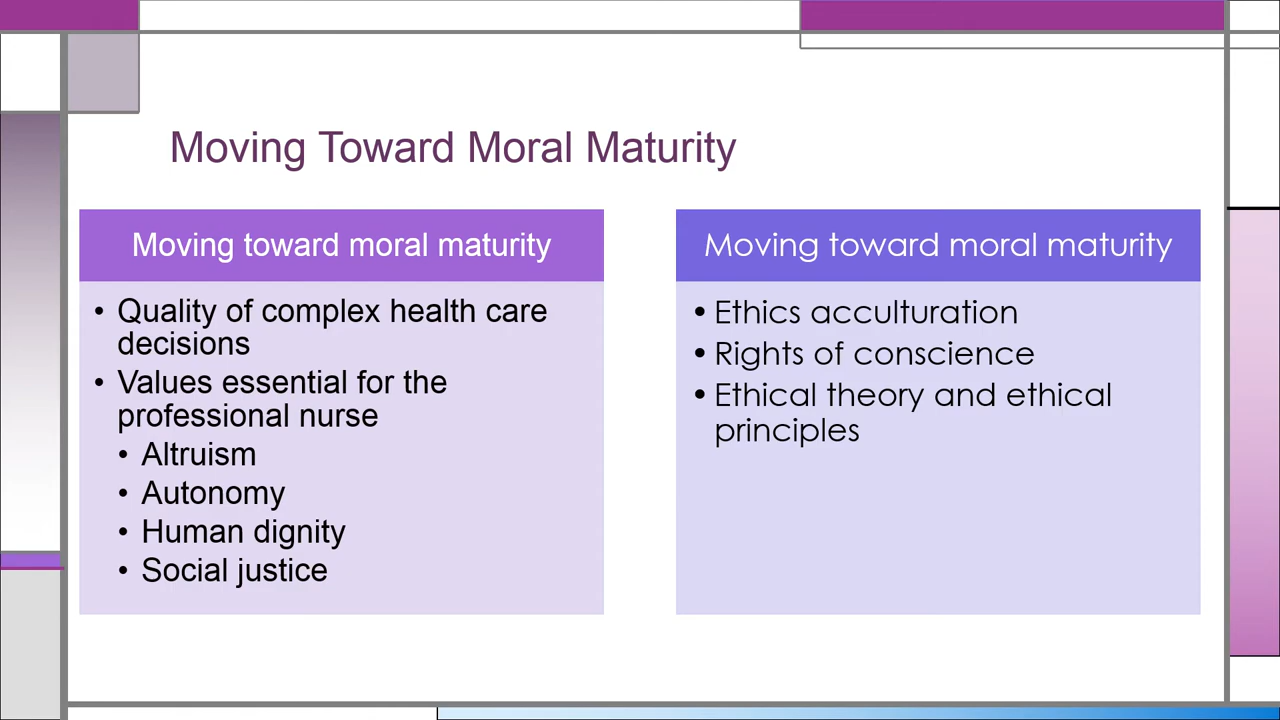 Moving Toward Moral Maturity
Moving toward moral maturity
• Quality of complex health care
decisions
• Values essential for the
professional nurse
• Altruism
• Autonomy
• Human dignity
• Social justice
Moving toward moral maturity
• Ethics acculturation
• Rights of conscience
• Ethical theory and ethical
principles